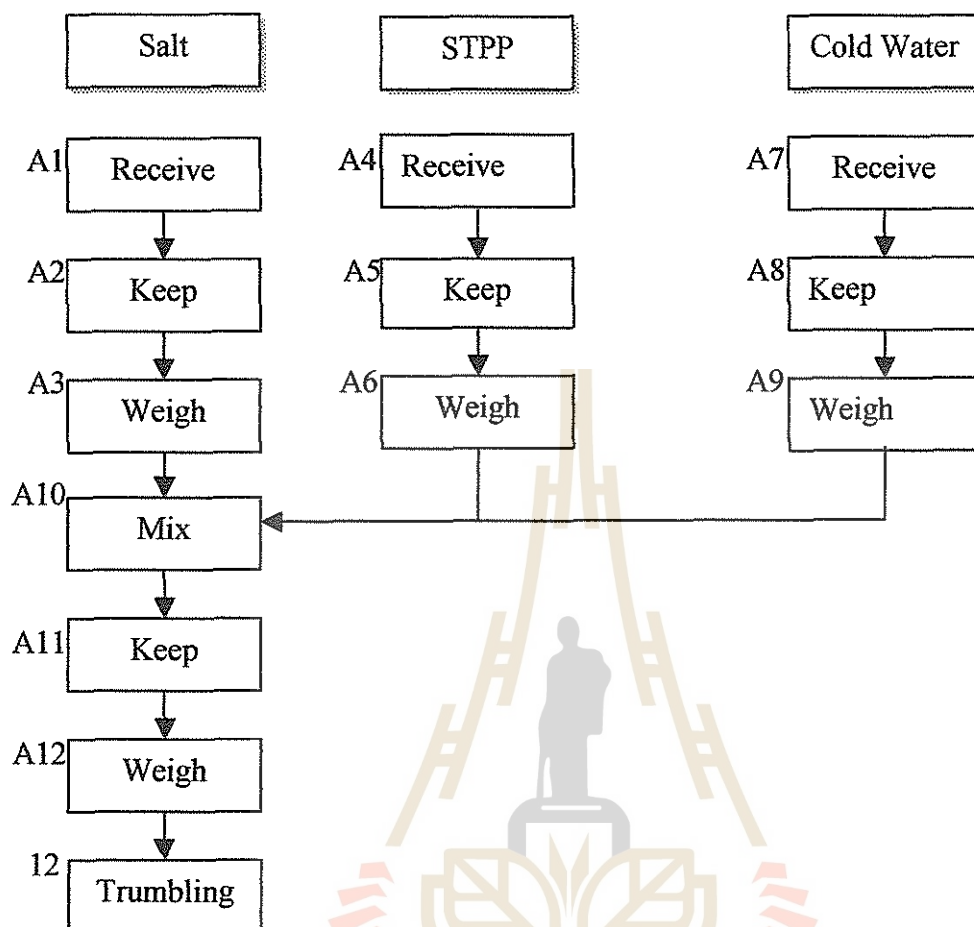 Salt STPP Cold Water
A1 Receive A4 Receive A7 Receive
A2 Keep A5 Keep A8 Keep
A3 Weigh A6 Weigh A9 Weigh
A10 Mix
A11 Keep
A12 Weigh
12 Trumbling